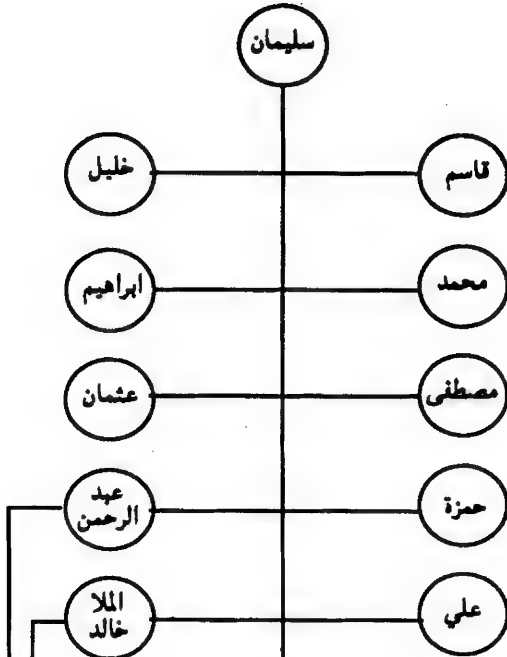 سليمان
قاسم
خليل
محمد
ابراهيم
مصطفى
عثمان
حمزة
عبد
الرحمن
علي
الملا
خالد